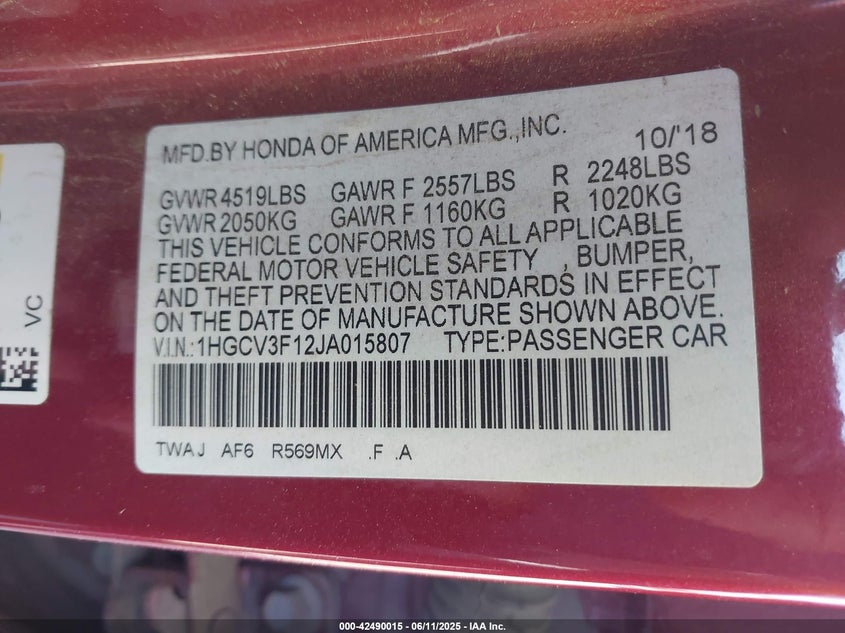 MFD.BY HONDA OF AMERICA MFG.,INC. 10/'18
GVWR 4519LBS GAWR F 2557LBS R 2248LBS
GVWR 2050KG GAWR F 1160KG R 1020KG
THIS VEHICLE CONFORMS TO ALL APPLICABLE
FEDERAL MOTOR VEHICLE SAFETY , BUMPER,
AND THEFT PREVENTION STANDARDS IN EFFECT
ON THE DATE OF MANUFACTURE SHOWN ABOVE.
V.I.N.:1HGCV3F12JA015807 TYPE:PASSENGER CAR
TWAJ AF6 R569MX .F .A
VC
000-42490015 - 06/11/2025 - IAA Inc.